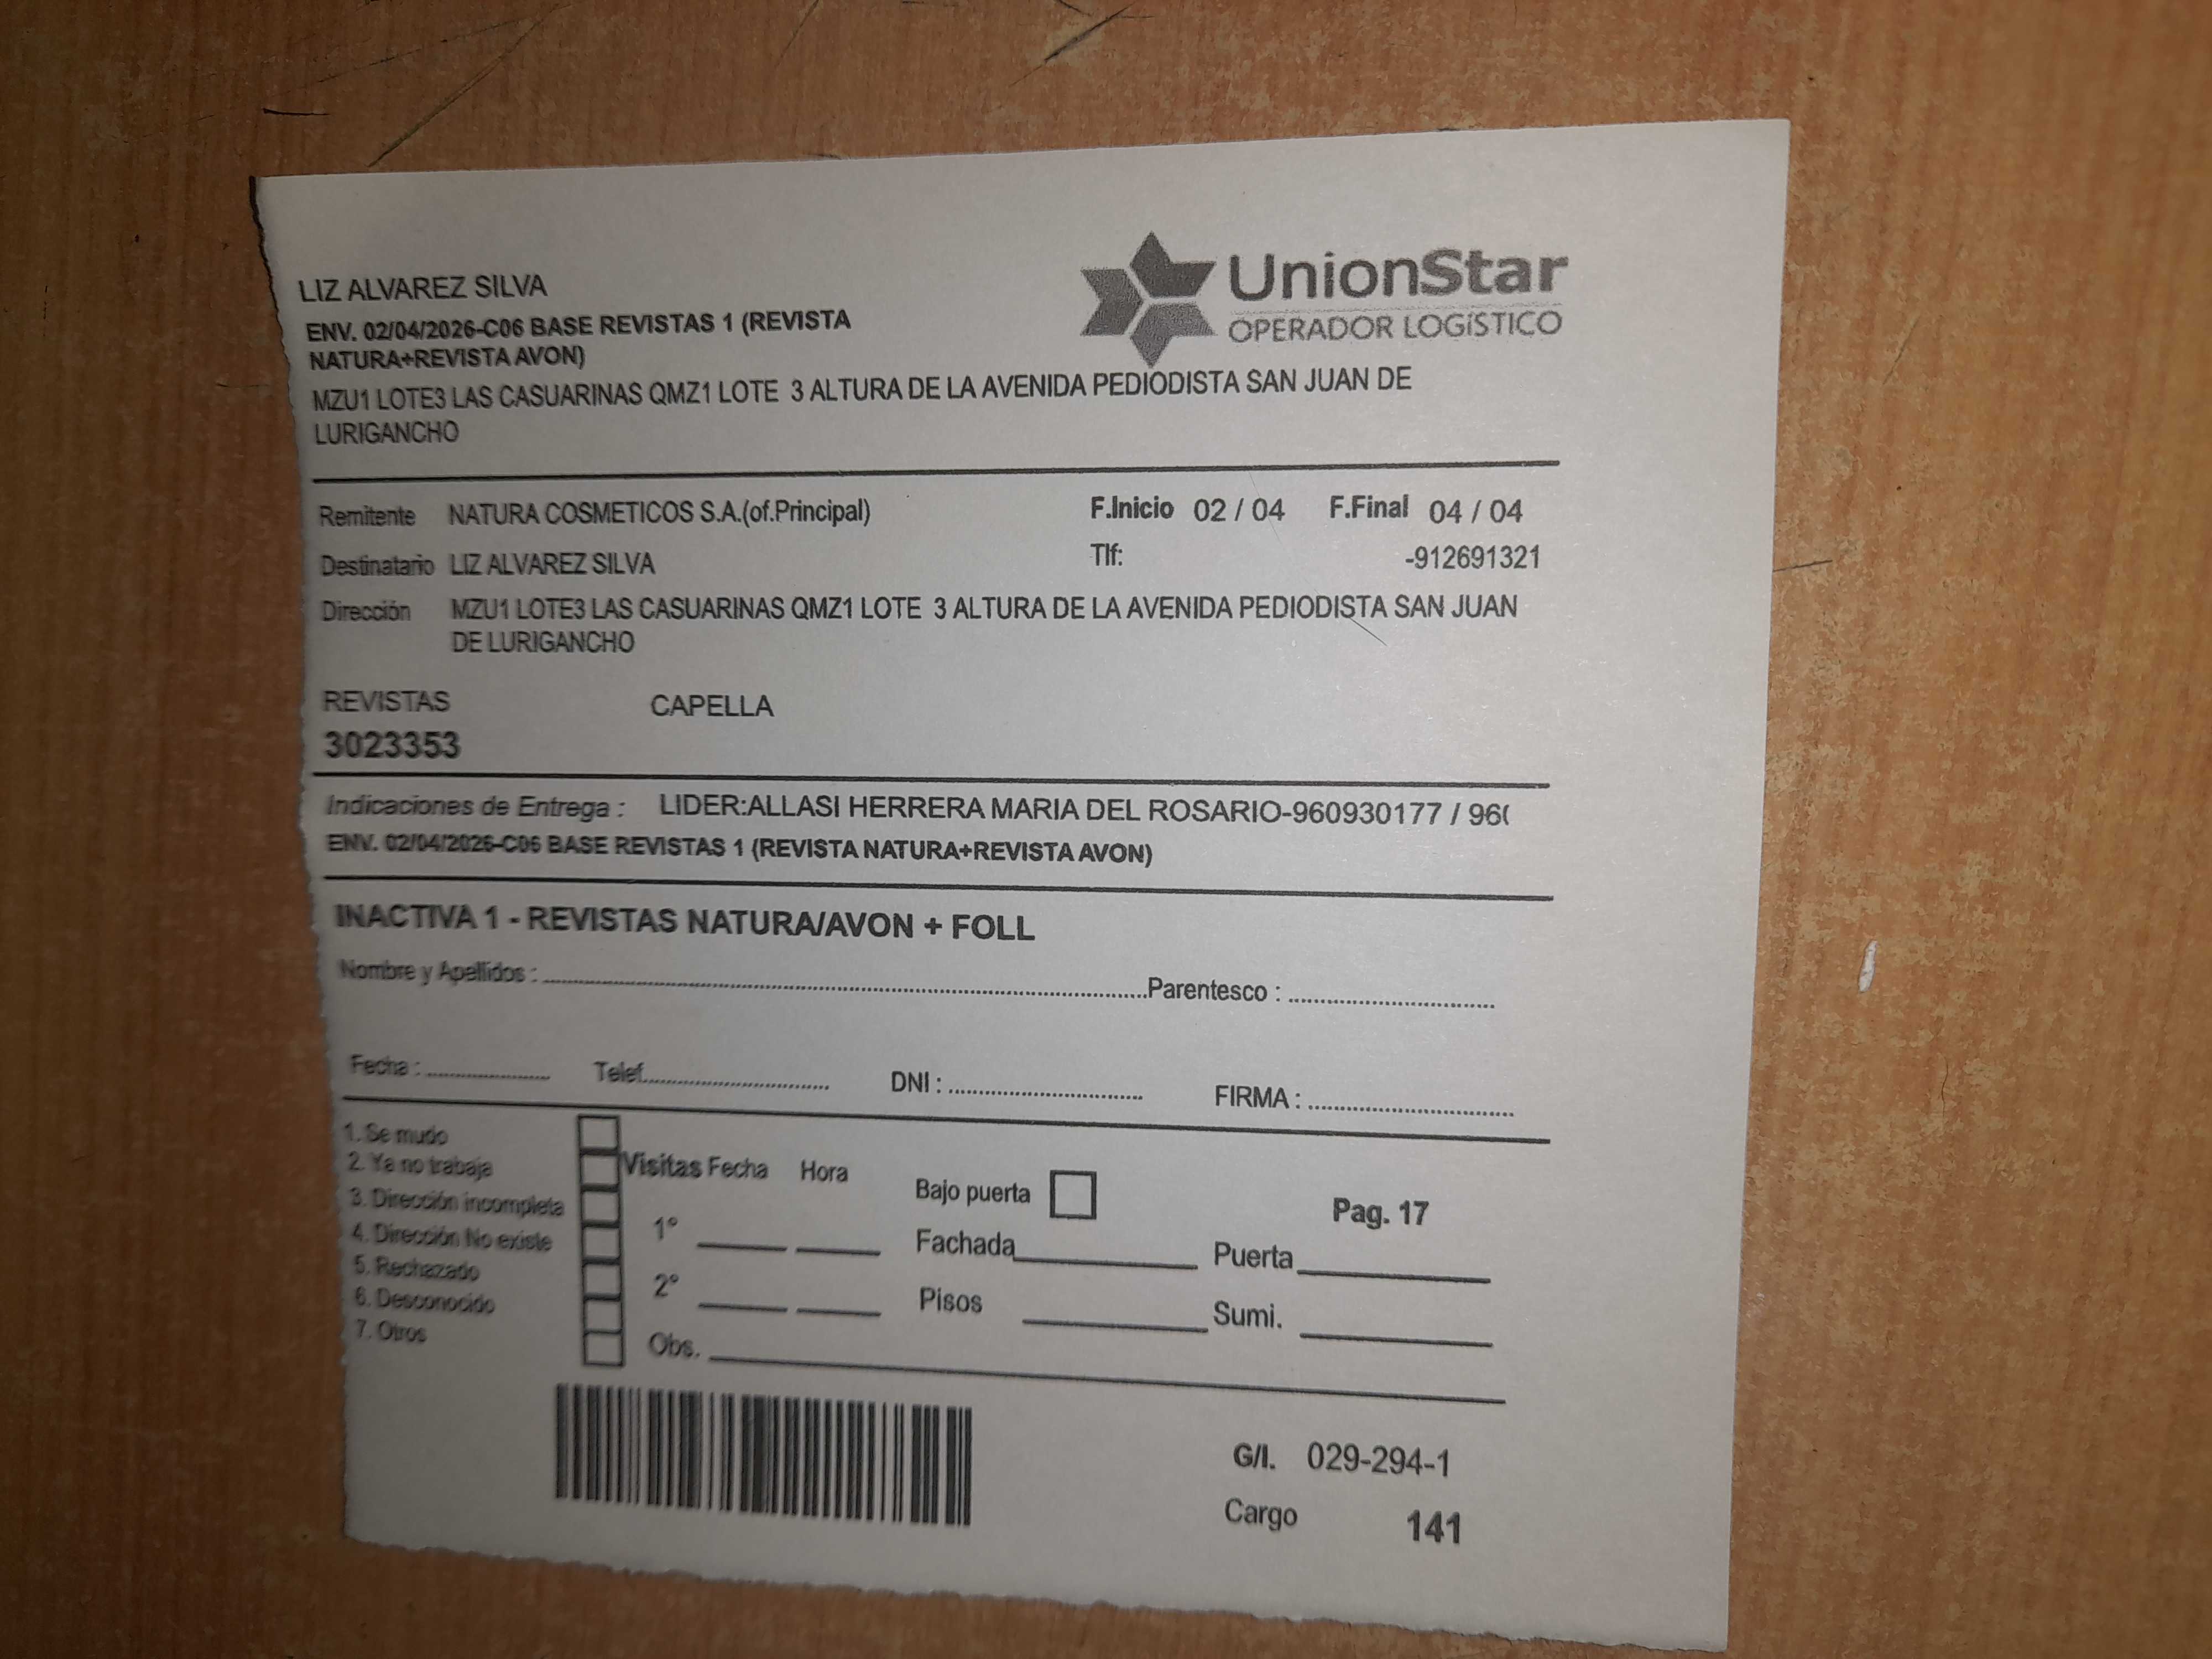 LIZ ALVAREZ SILVA
UnionStar
OPERADOR LOGÍSTICO
ENV. 02/04/2026-C06 BASE REVISTAS 1 (REVISTA
NATURA+REVISTA AVON)
MZU1 LOTE3 LAS CASUARINAS QMZ1 LOTE 3 ALTURA DE LA AVENIDA PEDIODISTA SAN JUAN DE
LURIGANCHO
Remitente NATURA COSMETICOS S.A.(of.Principal) F.Inicio 02 / 04 F.Final 04 / 04
Destinatario LIZ ALVAREZ SILVA Tlf: -912691321
Dirección MZU1 LOTE3 LAS CASUARINAS QMZ1 LOTE 3 ALTURA DE LA AVENIDA PEDIODISTA SAN JUAN
DE LURIGANCHO
REVISTAS CAPELLA
3023353
Indicaciones de Entrega : LIDER:ALLASI HERRERA MARIA DEL ROSARIO-960930177 / 96
ENV. 02/04/2026-C06 BASE REVISTAS 1 (REVISTA NATURA+REVISTA AVON)
INACTIVA 1 - REVISTAS NATURA/AVON + FOLL
Nombre y Apellidos : Parentesco :
Fecha : Telef. DNI : FIRMA :
1. Se mudo
2. Ya no trabaja
3. Dirección incompleta
4. Dirección No existe
5. Rechazado
6. Desconocido
7. Otros
Visitas Fecha Hora
1°
2°
Obs.
Bajo puerta Pag. 17
Fachada Puerta
Pisos Sumi.
G/I. 029-294-1
Cargo 141